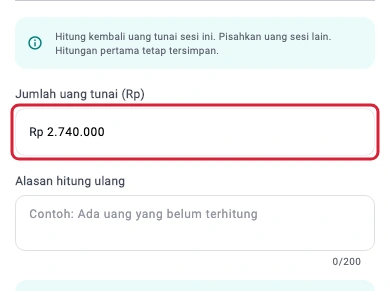 Hitung kembali uang tunai sesi ini. Pisahkan uang sesi lain.
Hitungan pertama tetap tersimpan.
Jumlah uang tunai (Rp)
Rp 2.740.000
Alasan hitung ulang
Contoh: Ada uang yang belum terhitung
0/200